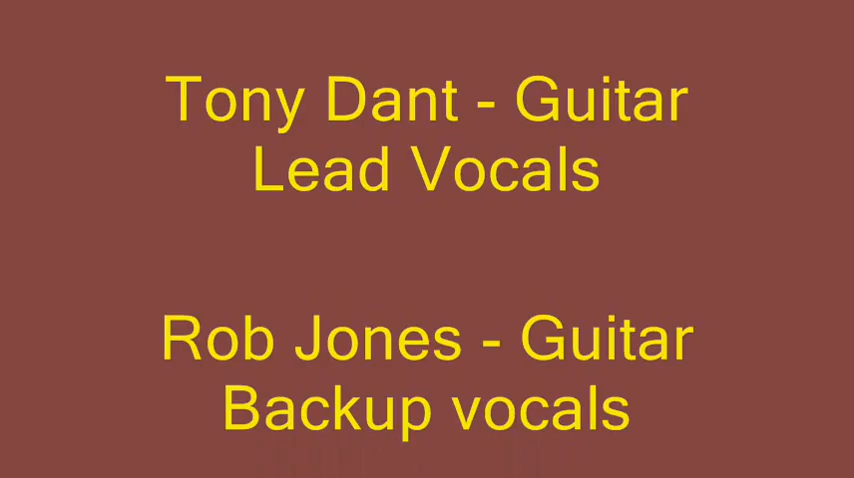 Tony Dant - Guitar
Lead Vocals
Rob Jones - Guitar
Backup vocals